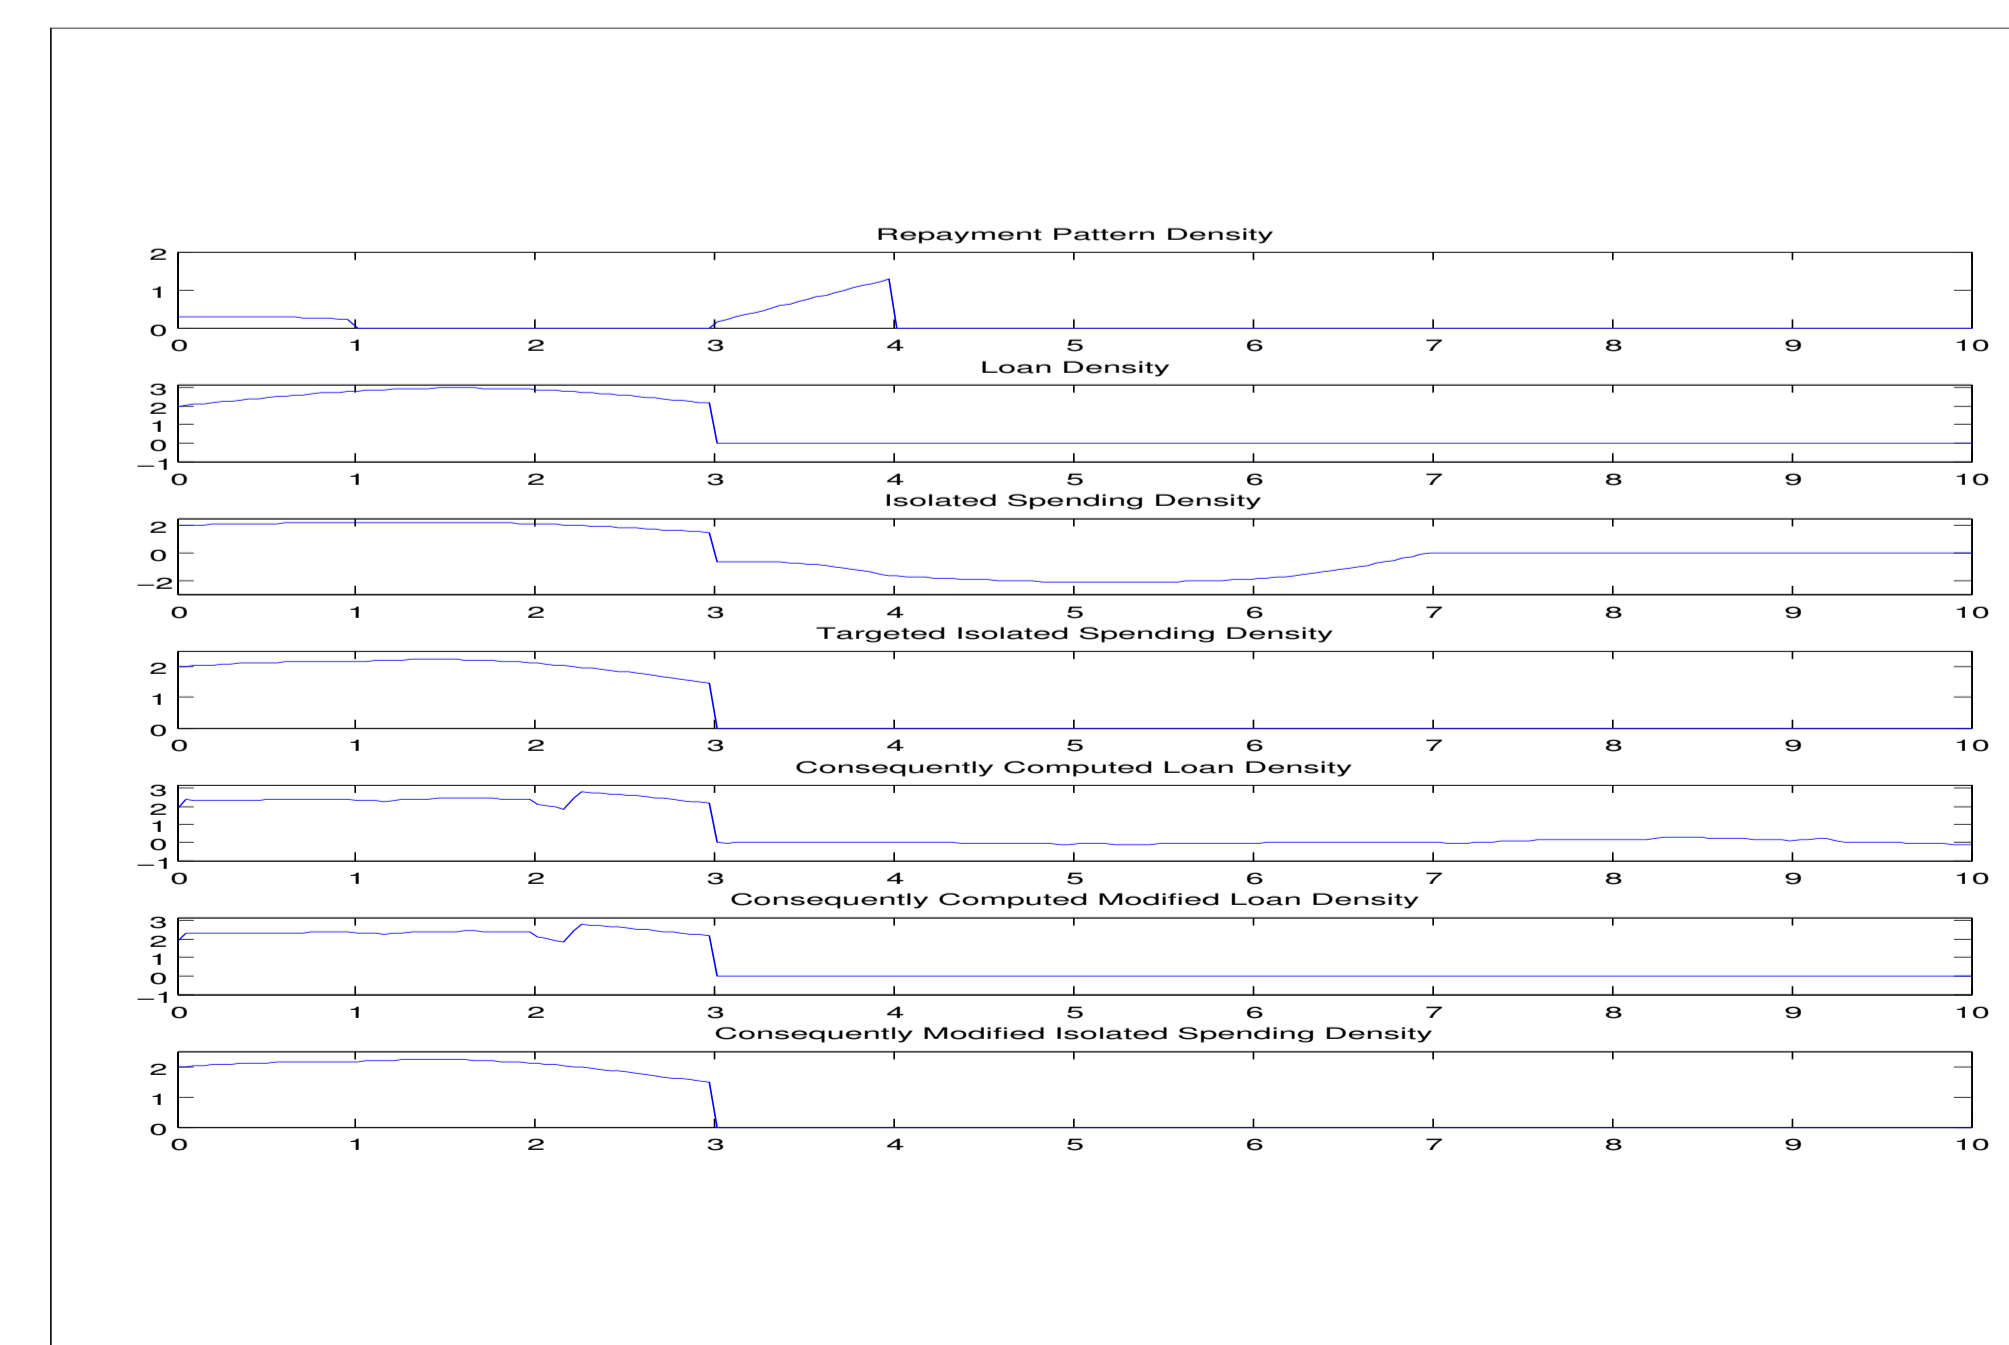 Repayment Pattern Density
2
1
0
0 1 2 3 4 5 6 7 8 9 10
Loan Density
3
2
1
0
−1
0 1 2 3 4 5 6 7 8 9 10
Isolated Spending Density
2
0
−2
0 1 2 3 4 5 6 7 8 9 10
Targeted Isolated Spending Density
2
1
0
0 1 2 3 4 5 6 7 8 9 10
Consequently Computed Loan Density
3
2
1
0
−1
0 1 2 3 4 5 6 7 8 9 10
Consequently Computed Modified Loan Density
3
2
1
0
−1
0 1 2 3 4 5 6 7 8 9 10
Consequently Modified Isolated Spending Density
2
1
0
0 1 2 3 4 5 6 7 8 9 10